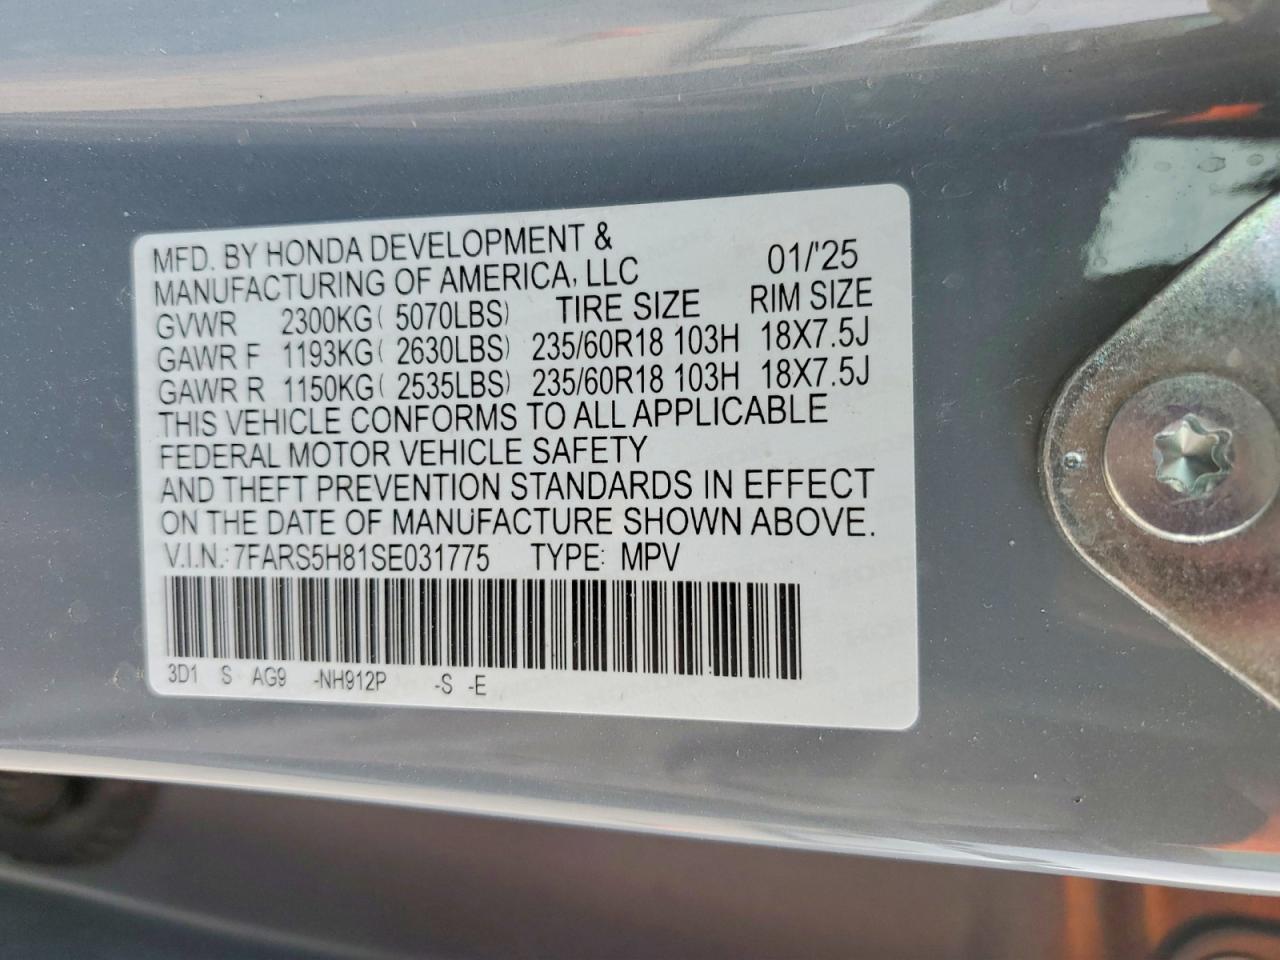 MFD. BY HONDA DEVELOPMENT &
MANUFACTURING OF AMERICA, LLC 01/'25
GVWR 2300KG( 5070LBS) TIRE SIZE RIM SIZE
GAWR F 1193KG( 2630LBS) 235/60R18 103H 18X7.5J
GAWR R 1150KG( 2535LBS) 235/60R18 103H 18X7.5J
THIS VEHICLE CONFORMS TO ALL APPLICABLE
FEDERAL MOTOR VEHICLE SAFETY
AND THEFT PREVENTION STANDARDS IN EFFECT
ON THE DATE OF MANUFACTURE SHOWN ABOVE.
V.I.N.: 7FARS5H81SE031775 TYPE: MPV
3D1 S AG9 -NH912P -S -E